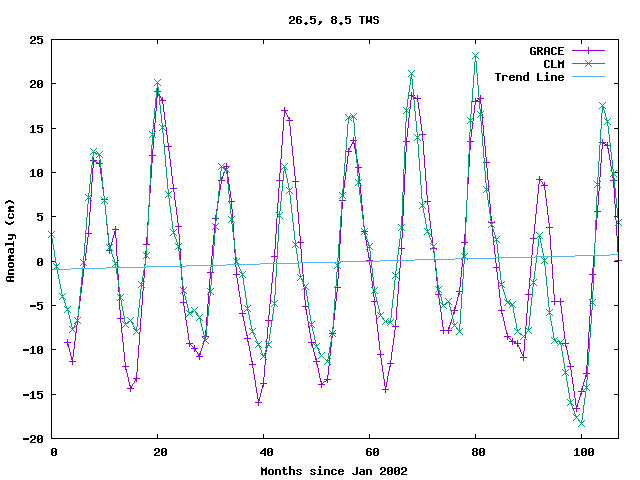 26.5, 8.5 TWS
GRACE
CLM
Trend Line
Anomaly (cm)
25
20
15
10
5
0
-5
-10
-15
-20
0 20 40 60 80 100
Months since Jan 2002